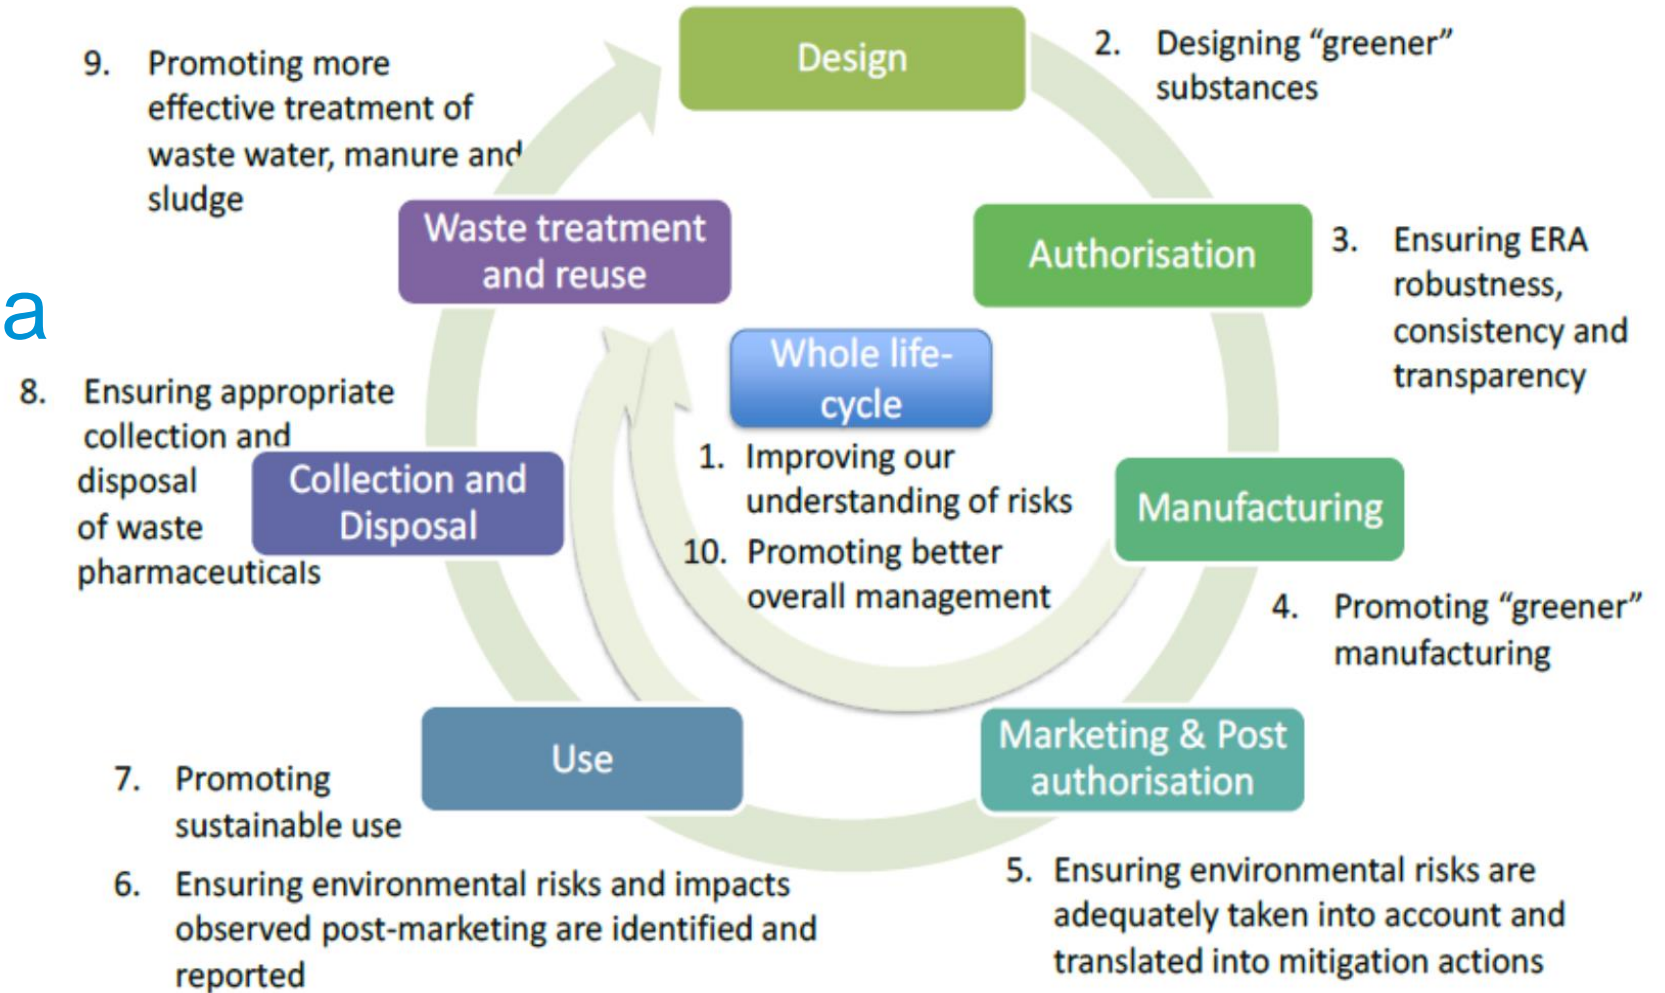 Design
2. Designing “greener”
substances
9. Promoting more
effective treatment of
waste water, manure and
sludge
Waste treatment
and reuse
Authorisation
3. Ensuring ERA
robustness,
consistency and
transparency
a
Whole life-
cycle
8. Ensuring appropriate
collection and
disposal
of waste
pharmaceuticals
Collection and
Disposal
1. Improving our
understanding of risks
10. Promoting better
overall management
Manufacturing
4. Promoting “greener”
manufacturing
Use
Marketing & Post
authorisation
7. Promoting
sustainable use
6. Ensuring environmental risks and impacts
observed post-marketing are identified and
reported
5. Ensuring environmental risks are
adequately taken into account and
translated into mitigation actions